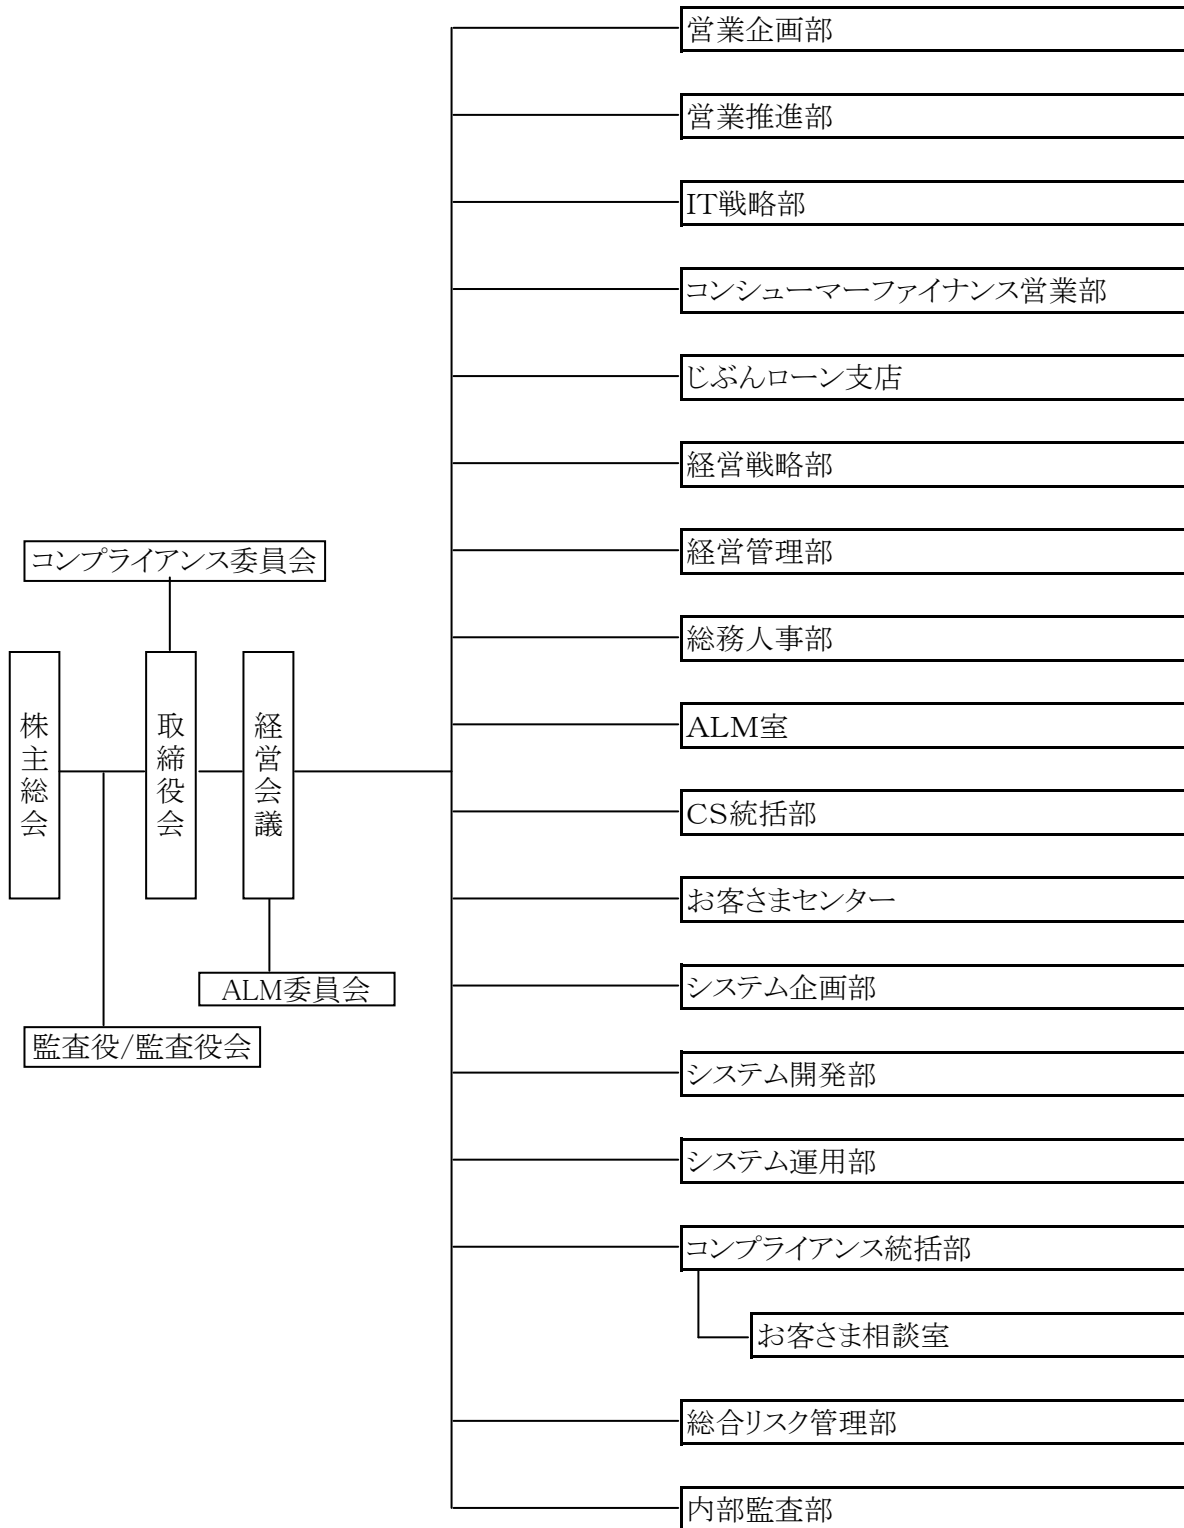 コンプライアンス委員会
株主総会
取締役会
経営会議
ALM委員会
監査役/監査役会
営業企画部
営業推進部
IT戦略部
コンシューマーファイナンス営業部
じぶんローン支店
経営戦略部
経営管理部
総務人事部
ALM室
CS統括部
お客さまセンター
システム企画部
システム開発部
システム運用部
コンプライアンス統括部
お客さま相談室
総合リスク管理部
内部監査部